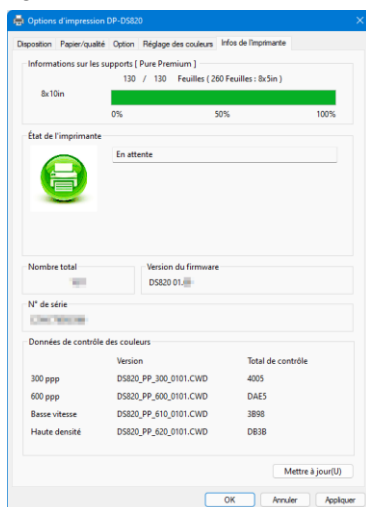 Options d'impression DP-DS820
Disposition Papier/qualité Option Réglage des couleurs Infos de l'imprimante
Informations sur les supports [ Pure Premium ]
130 / 130 Feuilles ( 260 Feuilles : 8x5in )
8x10in
0% 50% 100%
État de l'imprimante
En attente
Nombre total Version du firmware
DS820 01.
N° de série
Données de contrôle des couleurs
Version Total de contrôle
300 ppp DS820_PP_300_0101.CWD 4005
600 ppp DS820_PP_600_0101.CWD DAE5
Basse vitesse DS820_PP_610_0101.CWD 3B98
Haute densité DS820_PP_620_0101.CWD DB3B
Mettre à jour(U)
OK Annuler Appliquer